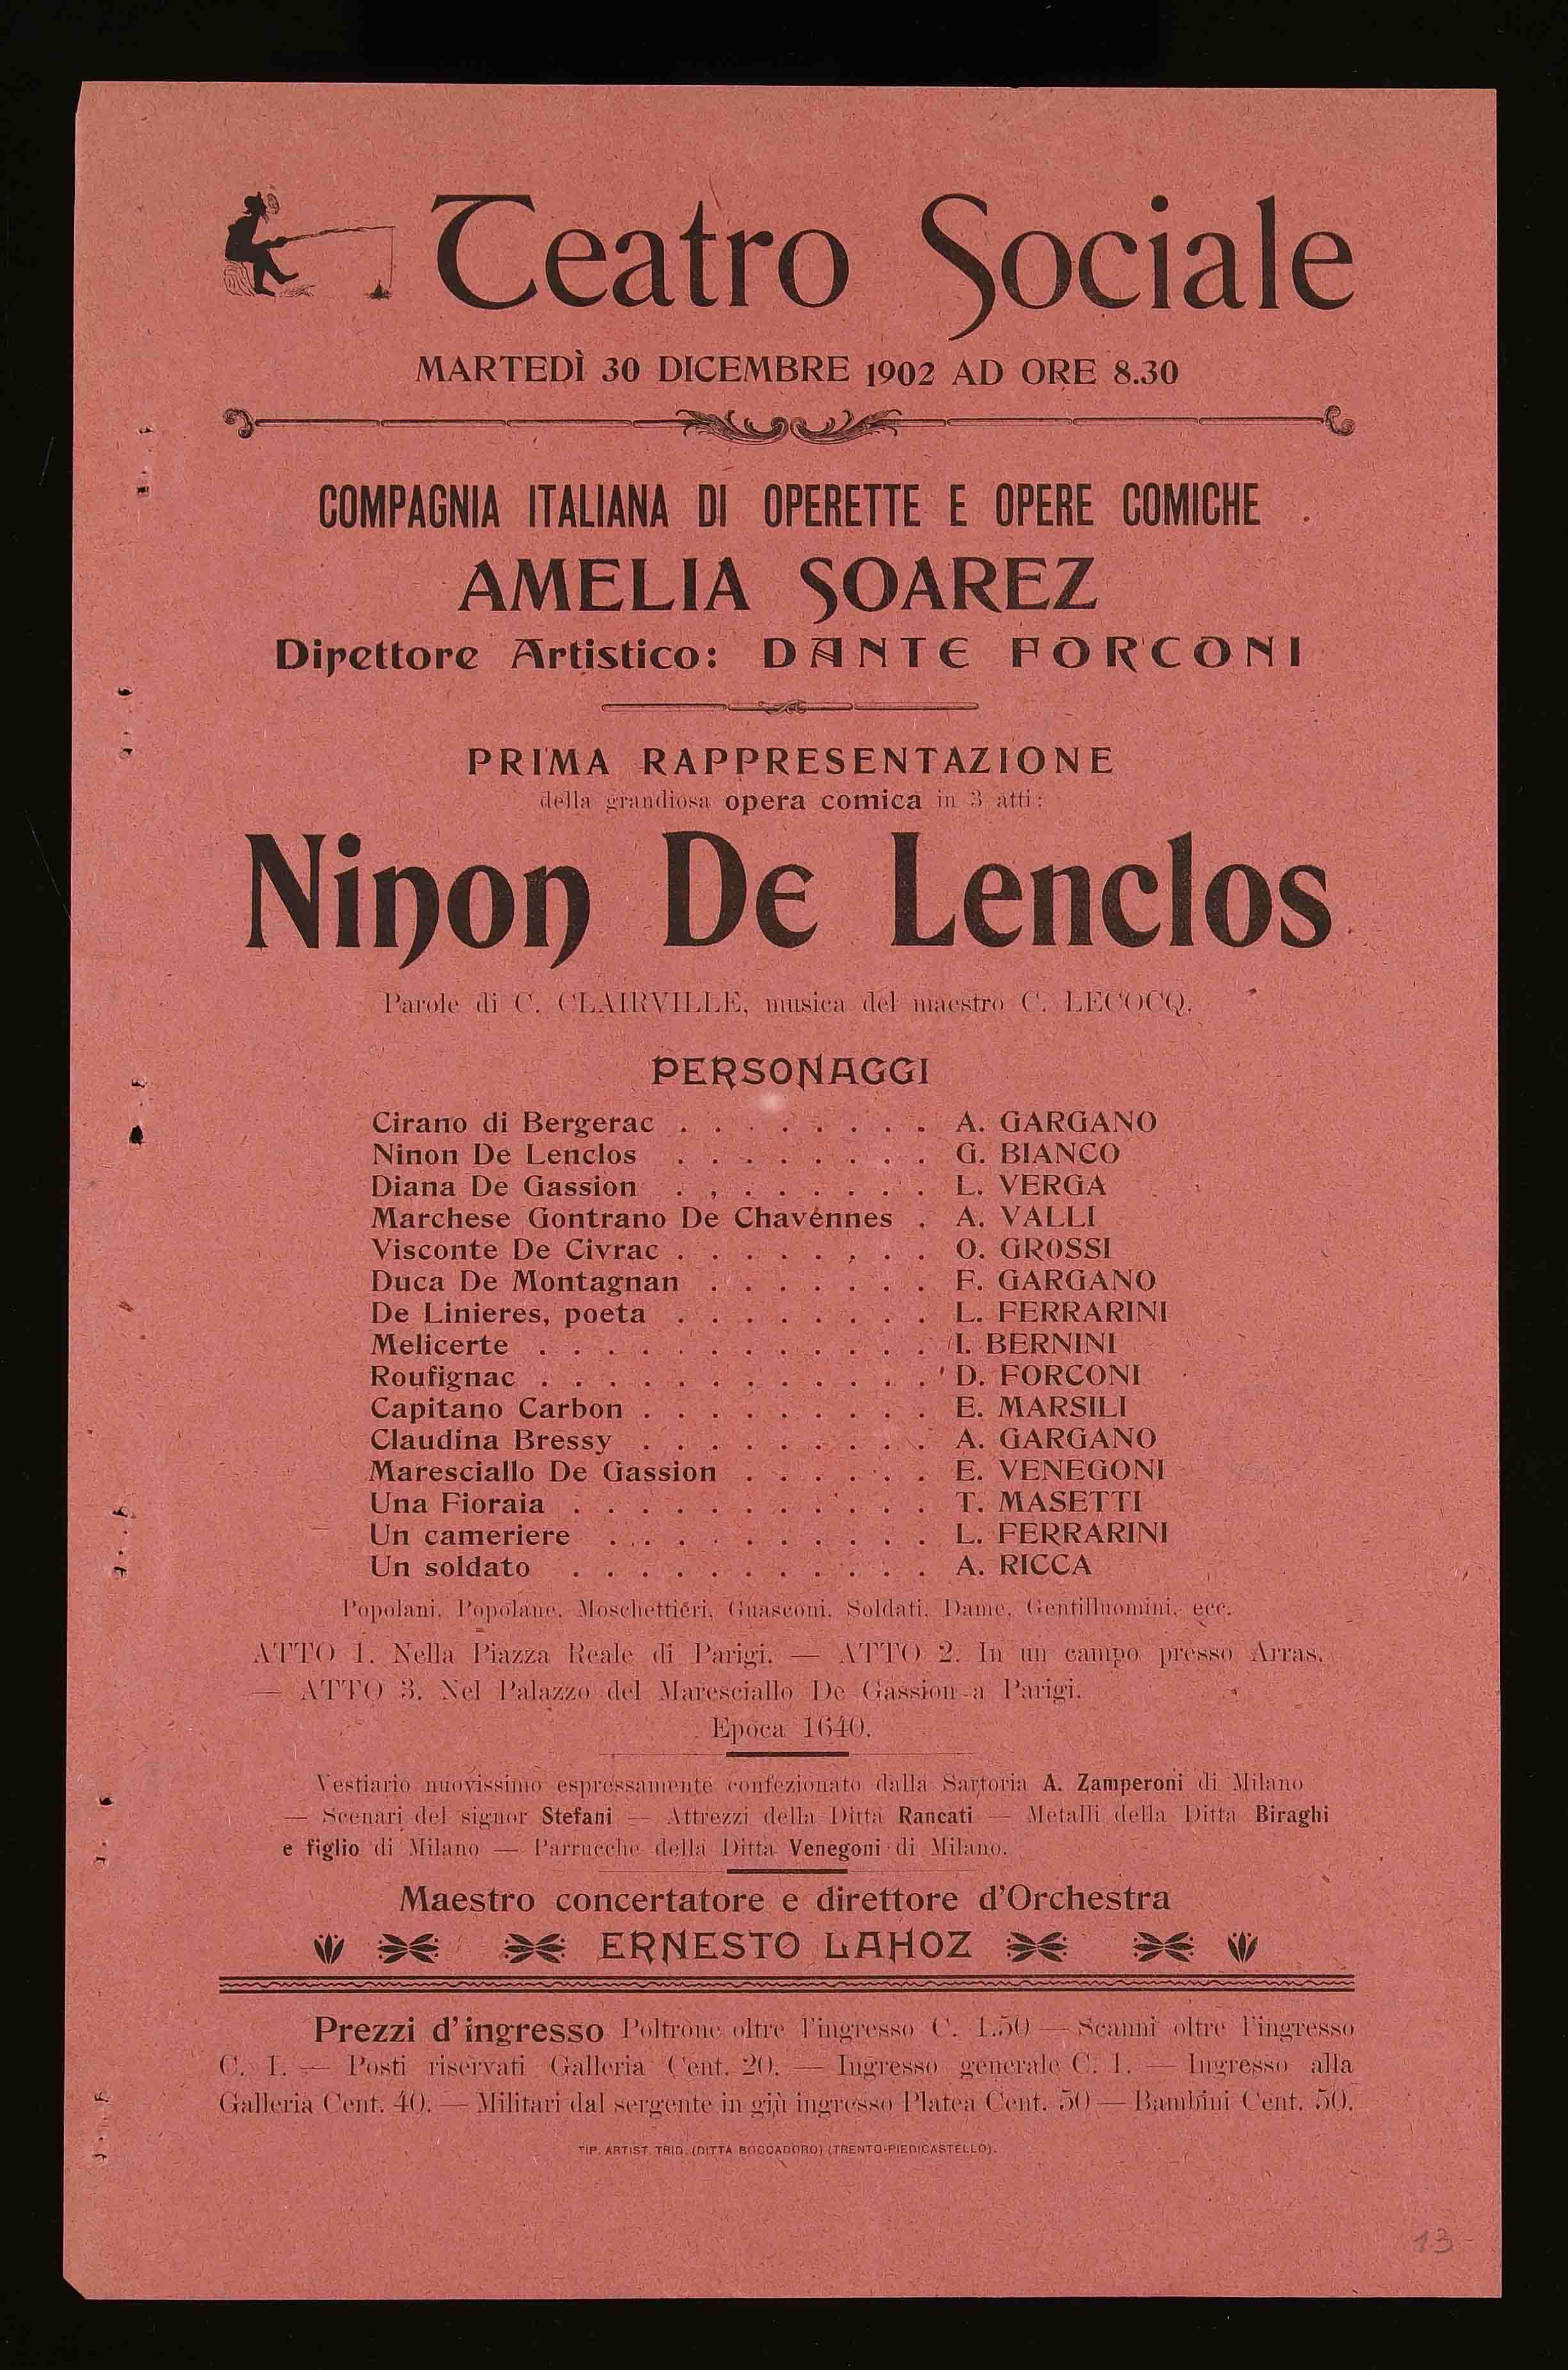 Teatro Sociale
MARTEDÌ 30 DICEMBRE 1902 AD ORE 8.30
COMPAGNIA ITALIANA DI OPERETTE E OPERE COMICHE
AMELIA SOAREZ
Direttore Artistico: DANTE FORCONI
PRIMA RAPPRESENTAZIONE
della grandiosa opera comica in 3 atti:
Ninon De Lenclos
Parole di C. CLAIRVILLE, musica del maestro C. LECOCQ.
PERSONAGGI
Cirano di Bergerac . . . . . . . . A. GARGANO
Ninon De Lenclos . . . . . . . . G. BIANCO
Diana De Gassion . , . . . . . . L. VERGA
Marchese Gontrano De Chavénnes . A. VALLI
Visconte De Civrac . . . . . . . . O. GROSSI
Duca De Montagnan . . . . . . . F. GARGANO
De Linieres, poeta . . . . . . . . L. FERRARINI
Melicerte . . . . . . . . . . . . I. BERNINI
Roufignac . . . . . . . . . . . . D. FORCONI
Capitano Carbon . . . . . . . . . E. MARSILI
Claudina Bressy . . . . . . . . . A. GARGANO
Maresciallo De Gassion . . . . . . E. VENEGONI
Una Fioraia . . . . . . . . . . . T. MASETTI
Un cameriere . . . . . . . . . . L. FERRARINI
Un soldato . . . . . . . . . . . A. RICCA
Popolani, Popolane, Moschettiéri, Guasconi, Soldati, Dame, Gentilluomini, ecc.
ATTO 1. Nella Piazza Reale di Parigi. — ATTO 2. In un campo presso Arras.
— ATTO 3. Nel Palazzo del Maresciallo De Gassion a Parigi.
Epoca 1640.
Vestiario nuovissimo espressamente confezionato dalla Sartoria A. Zamperoni di Milano
— Scenari del signor Stefani — Attrezzi della Ditta Rancati — Metalli della Ditta Biraghi
e figlio di Milano — Parrucche della Ditta Venegoni di Milano.
Maestro concertatore e direttore d'Orchestra
ERNESTO LAHOZ
Prezzi d'ingresso Poltrone oltre l'ingresso C. 1.50 — Scanni oltre l'ingresso
C. 1. — Posti riservati Galleria Cent. 20. — Ingresso generale C. 1. — Ingresso alla
Galleria Cent. 40. — Militari dal sergente in giù ingresso Platea Cent. 50 — Bambini Cent. 50.
TIP. ARTIST. TRID. (DITTA BOCCADORO) (TRENTO-PIEDICASTELLO).
13